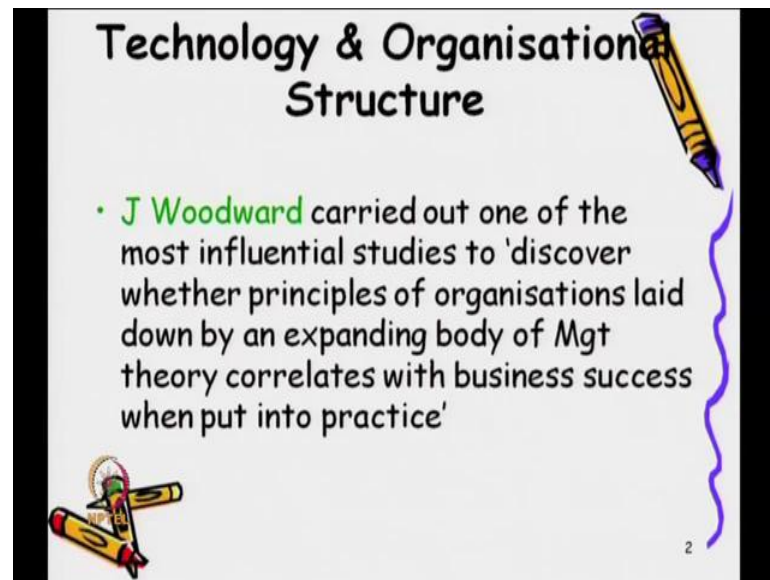 Technology & Organisational
Structure
• J Woodward carried out one of the
most influential studies to ‘discover
whether principles of organisations laid
down by an expanding body of Mgt
theory correlates with business success
when put into practice’
NPTEL
2